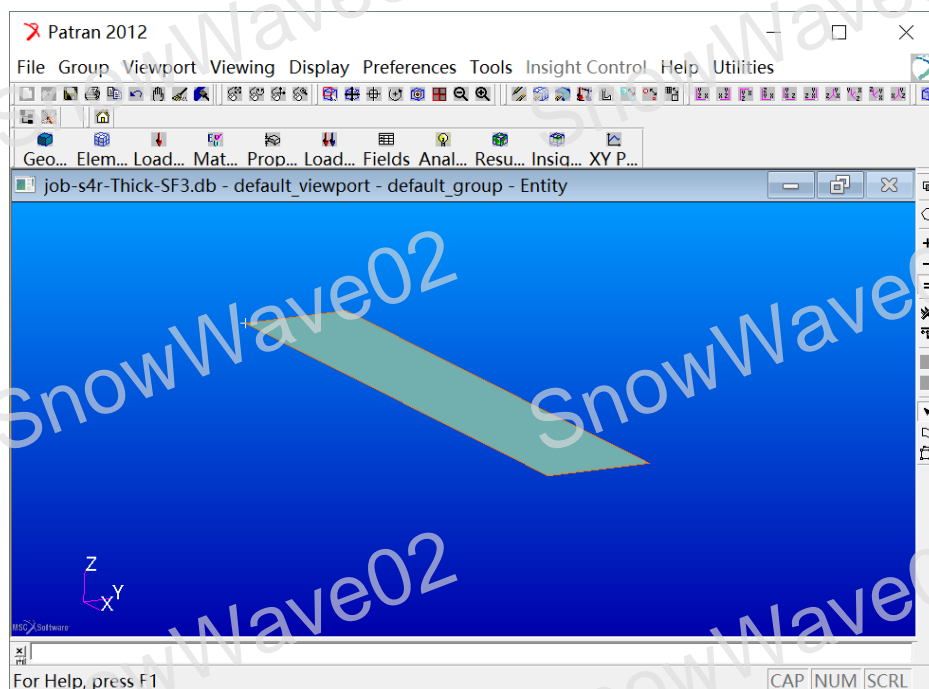 Patran 2012
File Group Viewport Viewing Display Preferences Tools Insight Control Help Utilities
Geo... Elem... Load... Mat... Prop... Load... Fields Anal... Resu... Insig... XY P...
job-s4r-Thick-SF3.db - default_viewport - default_group - Entity
SnowWave02
SnowWave02
Z
Y
X
MSC Software
For Help, press F1
CAP NUM SCRL